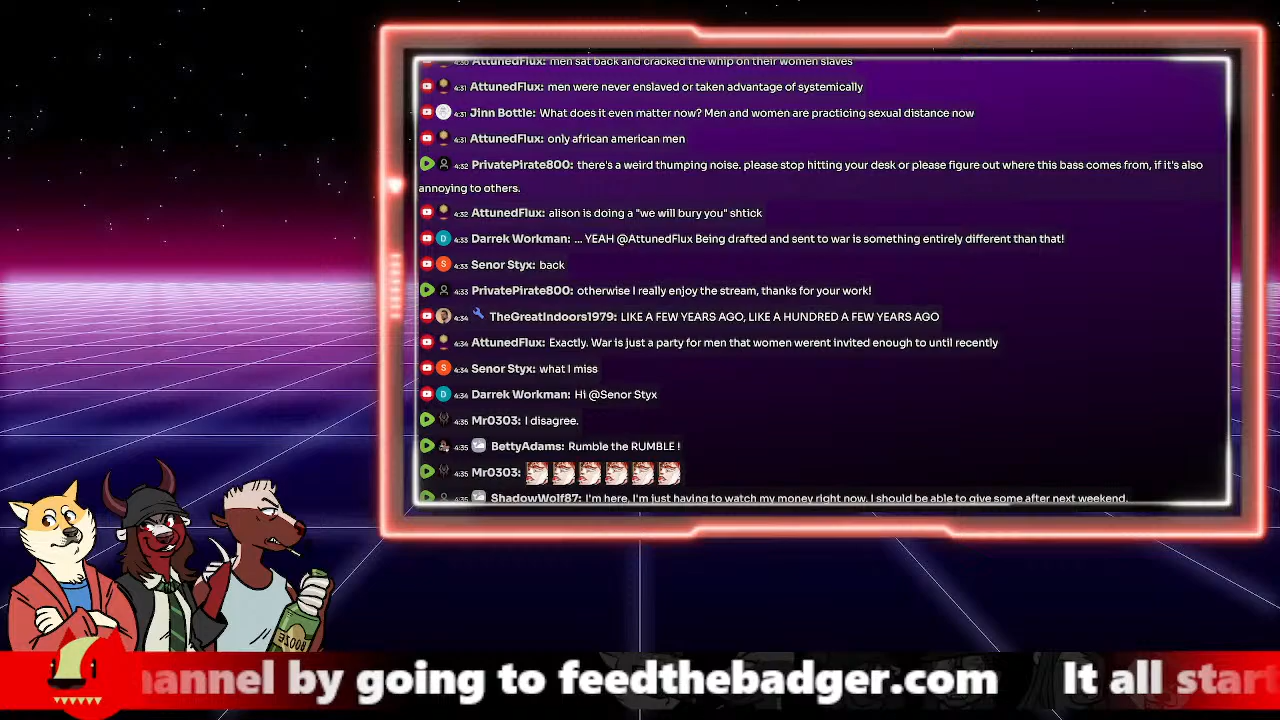 4:30 AttunedFlux: men sat back and cracked the whip on their women slaves
4:31 AttunedFlux: men were never enslaved or taken advantage of systemically
4:31 Jinn Bottle: What does it even matter now? Men and women are practicing sexual distance now
4:31 AttunedFlux: only african american men
4:32 PrivatePirate800: there's a weird thumping noise. please stop hitting your desk or please figure out where this bass comes from, if it's also
annoying to others.
4:32 AttunedFlux: alison is doing a "we will bury you" shtick
D 4:33 Darrek Workman: ... YEAH @AttunedFlux Being drafted and sent to war is something entirely different than that!
S 4:33 Senor Styx: back
4:33 PrivatePirate800: otherwise I really enjoy the stream, thanks for your work!
4:34 TheGreatIndoors1979: LIKE A FEW YEARS AGO, LIKE A HUNDRED A FEW YEARS AGO
4:34 AttunedFlux: Exactly. War is just a party for men that women werent invited enough to until recently
S 4:34 Senor Styx: what I miss
D 4:34 Darrek Workman: Hi @Senor Styx
4:35 Mr0303: I disagree.
4:35 BettyAdams: Rumble the RUMBLE !
4:35 Mr0303:
4:35 ShadowWolf87: I'm here, I'm just having to watch my money right now. I should be able to give some after next weekend.
BOOZE
hannel by going to feedthebadger.com It all start